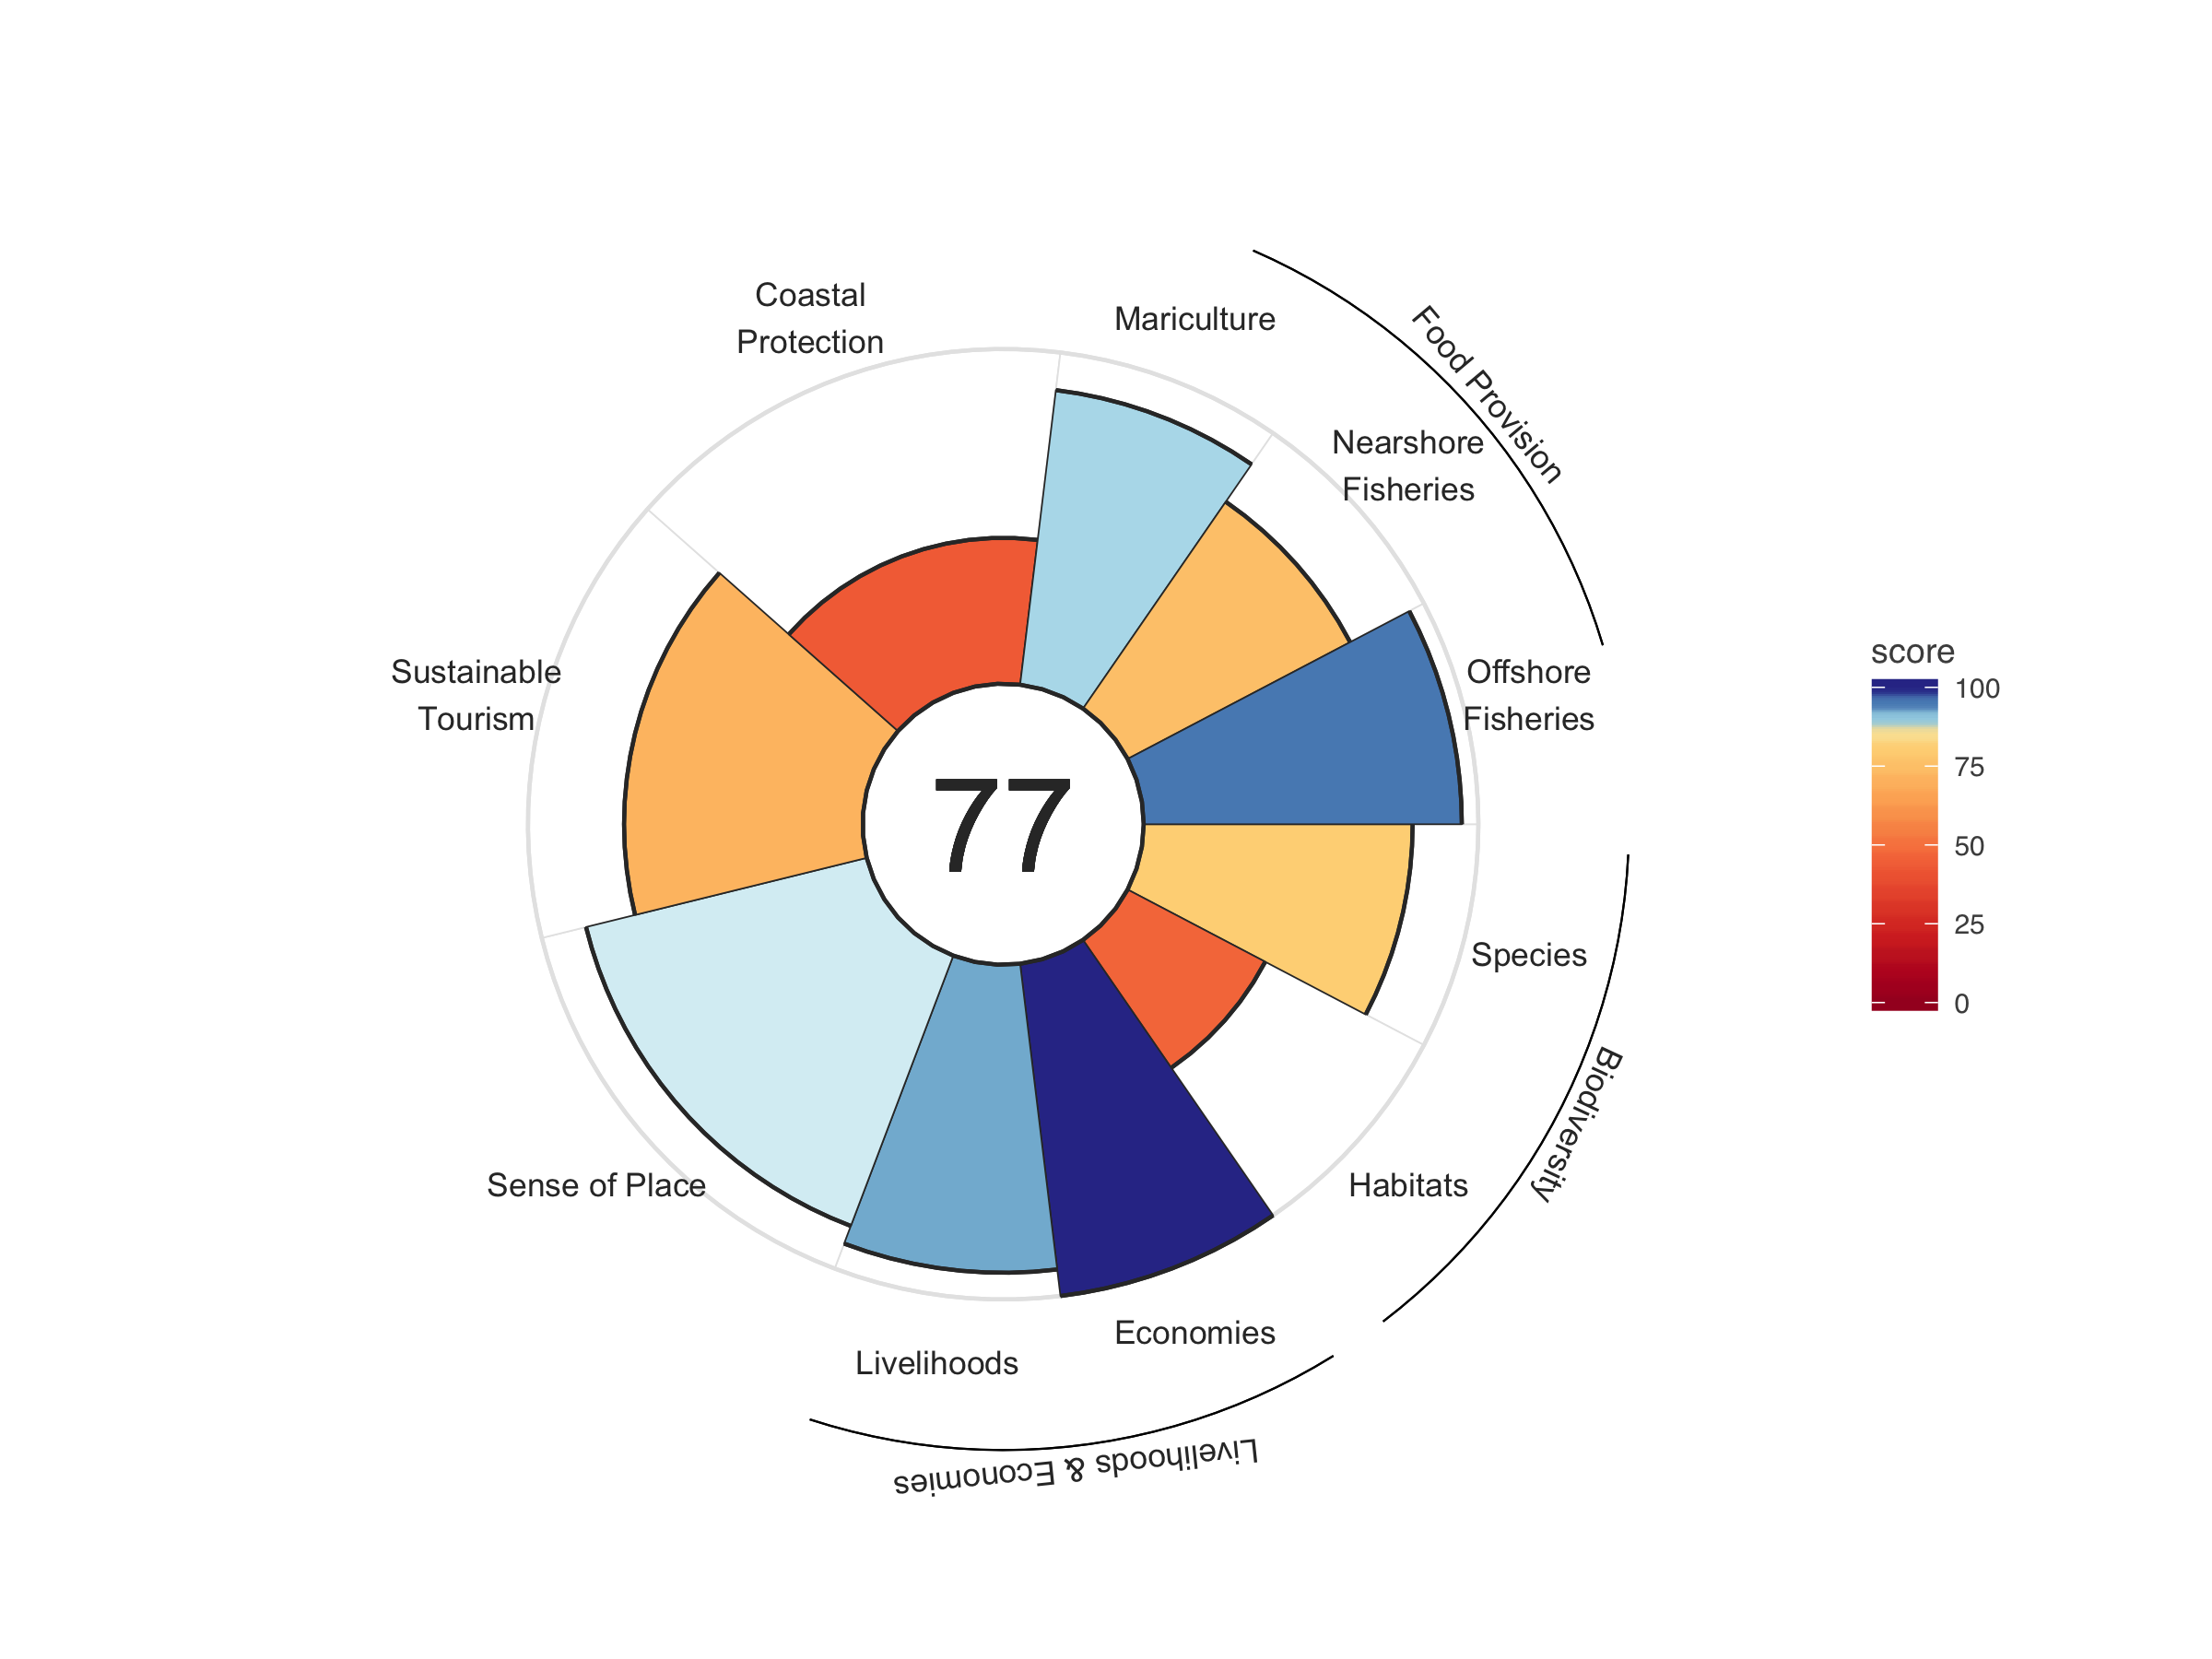 Coastal
Protection
Mariculture
Food Provision
Nearshore
Fisheries
Offshore
Fisheries
Sustainable
Tourism
77
Species
Biodiversity
Habitats
Sense of Place
Economies
Livelihoods
Livelihoods & Economies
score
100
75
50
25
0